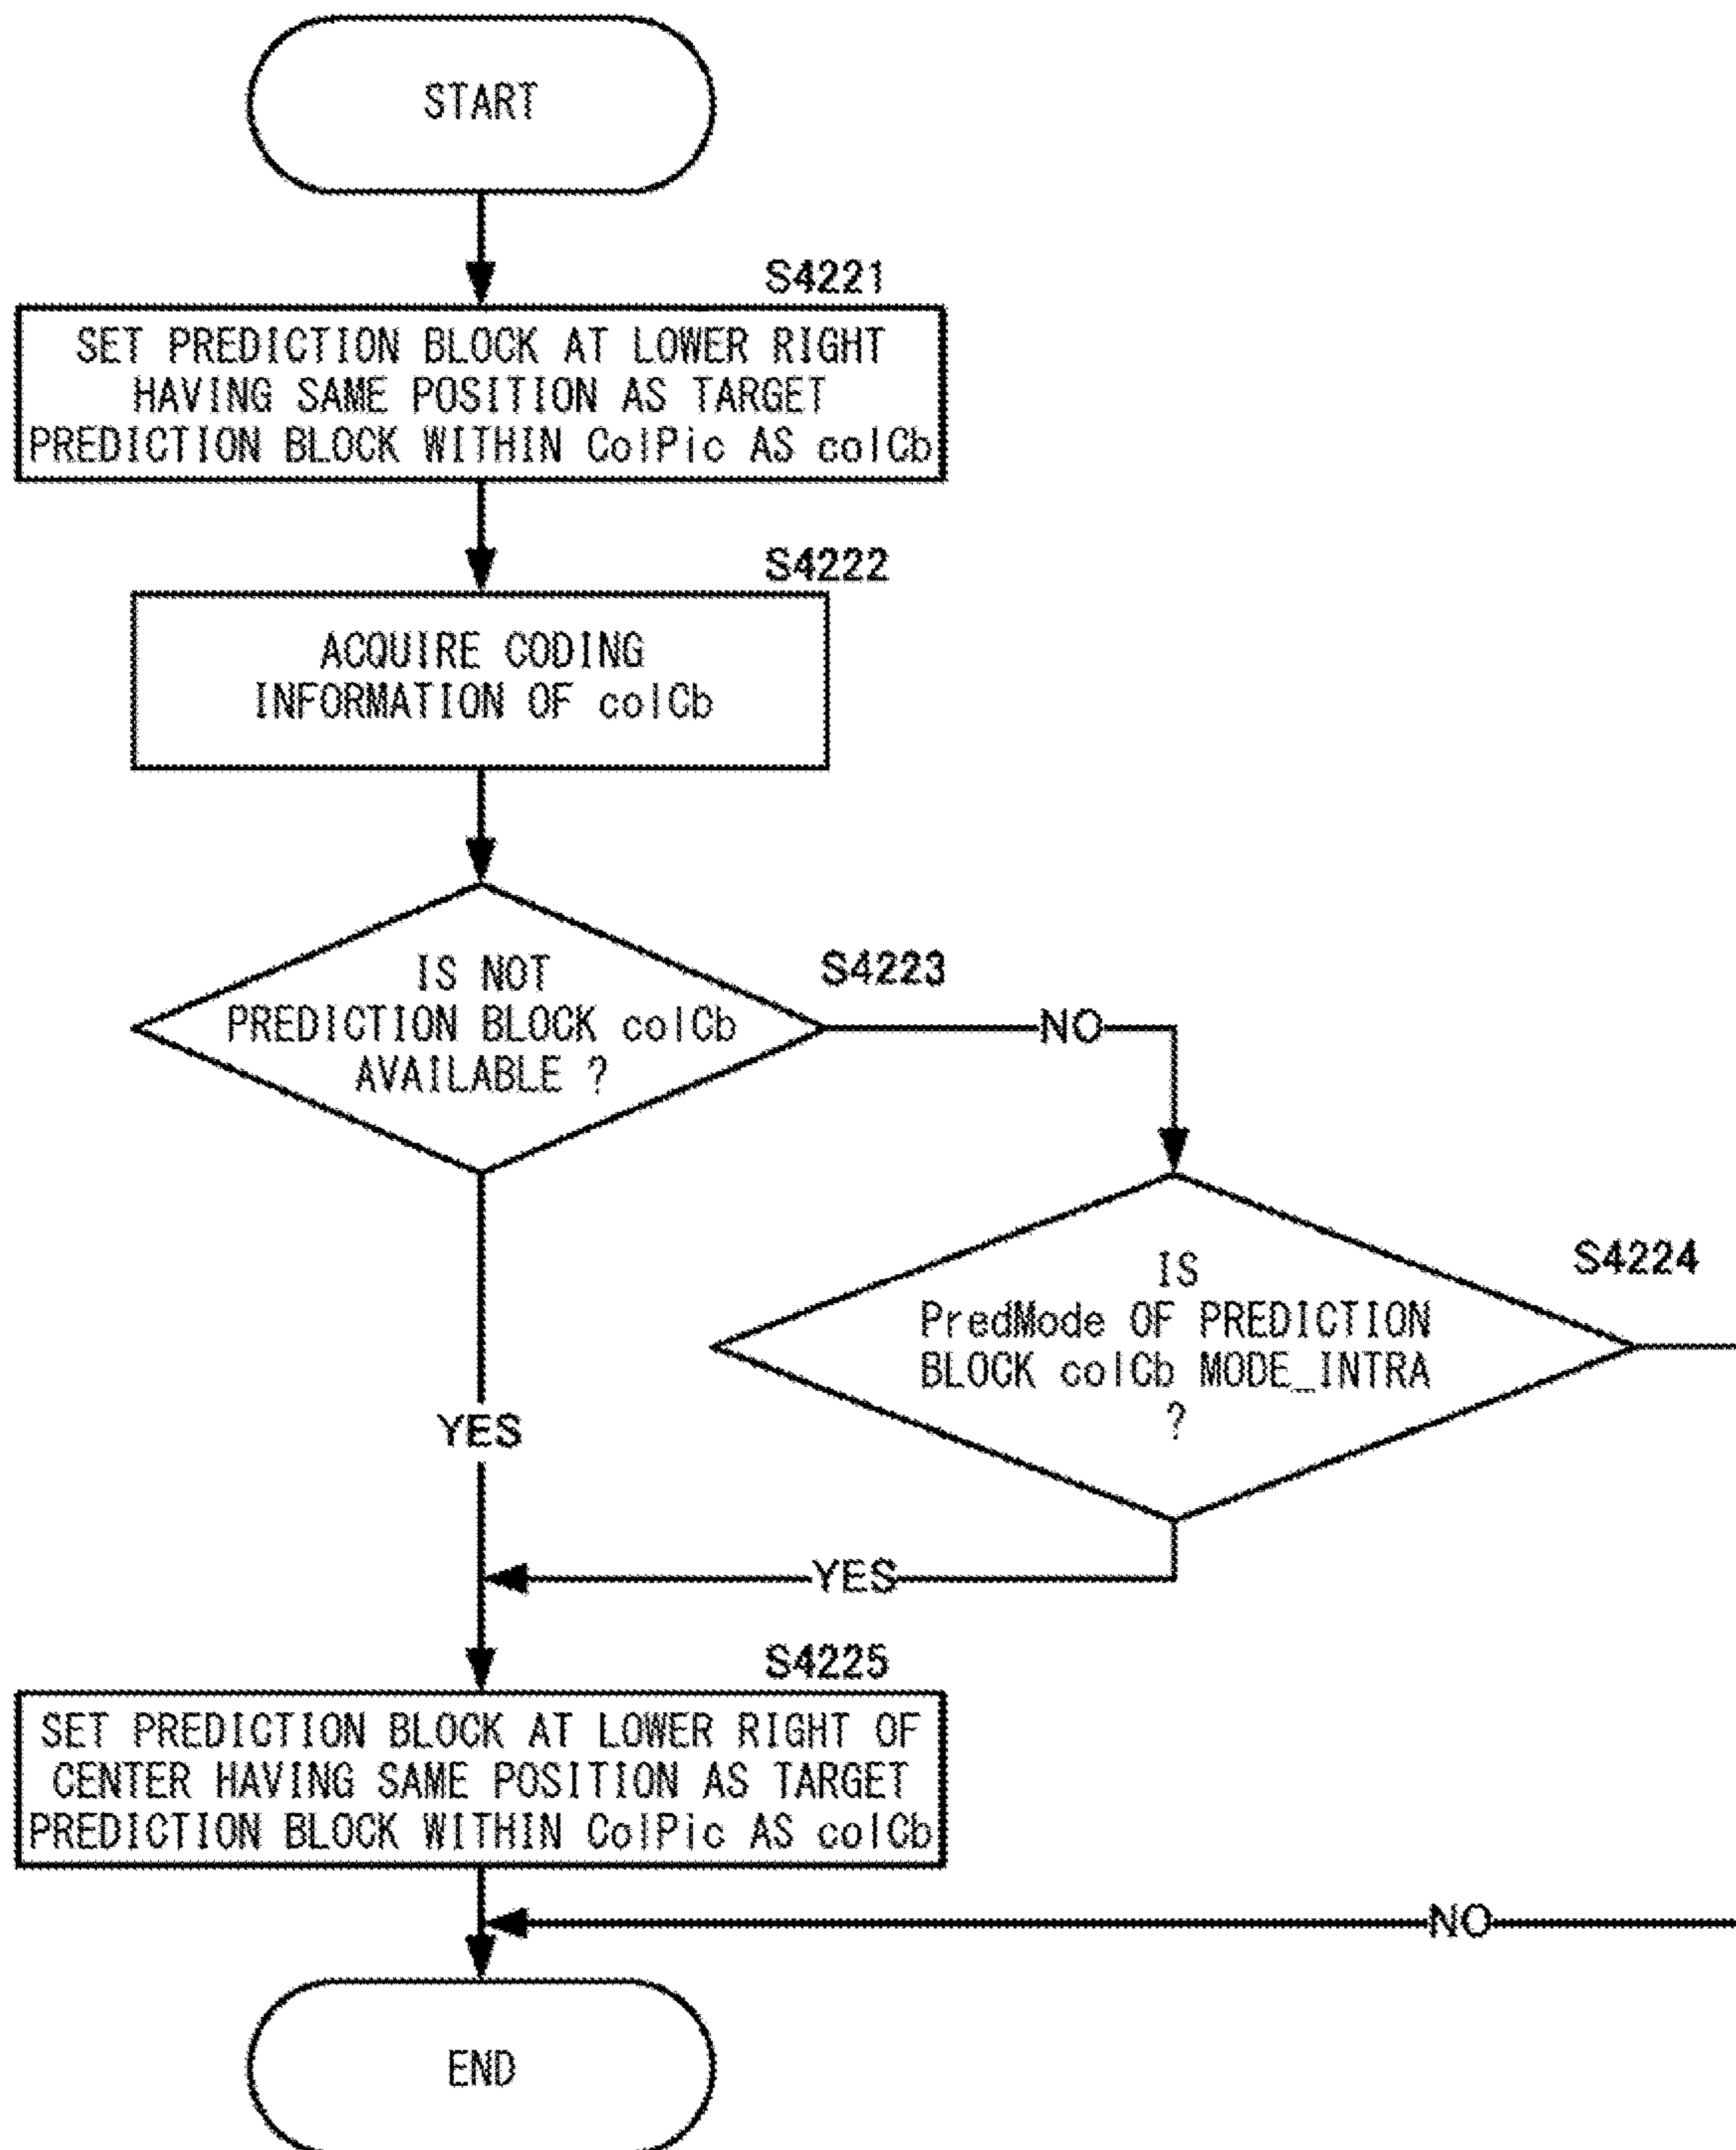 START
S4221
SET PREDICTION BLOCK AT LOWER RIGHT
HAVING SAME POSITION AS TARGET
PREDICTION BLOCK WITHIN ColPic AS colCb
S4222
ACQUIRE CODING
INFORMATION OF colCb
S4223
IS NOT
PREDICTION BLOCK colCb
AVAILABLE ?
NO
S4224
IS
PredMode OF PREDICTION
BLOCK colCb MODE_INTRA
?
YES
YES
S4225
SET PREDICTION BLOCK AT LOWER RIGHT OF
CENTER HAVING SAME POSITION AS TARGET
PREDICTION BLOCK WITHIN ColPic AS colCb
NO
END